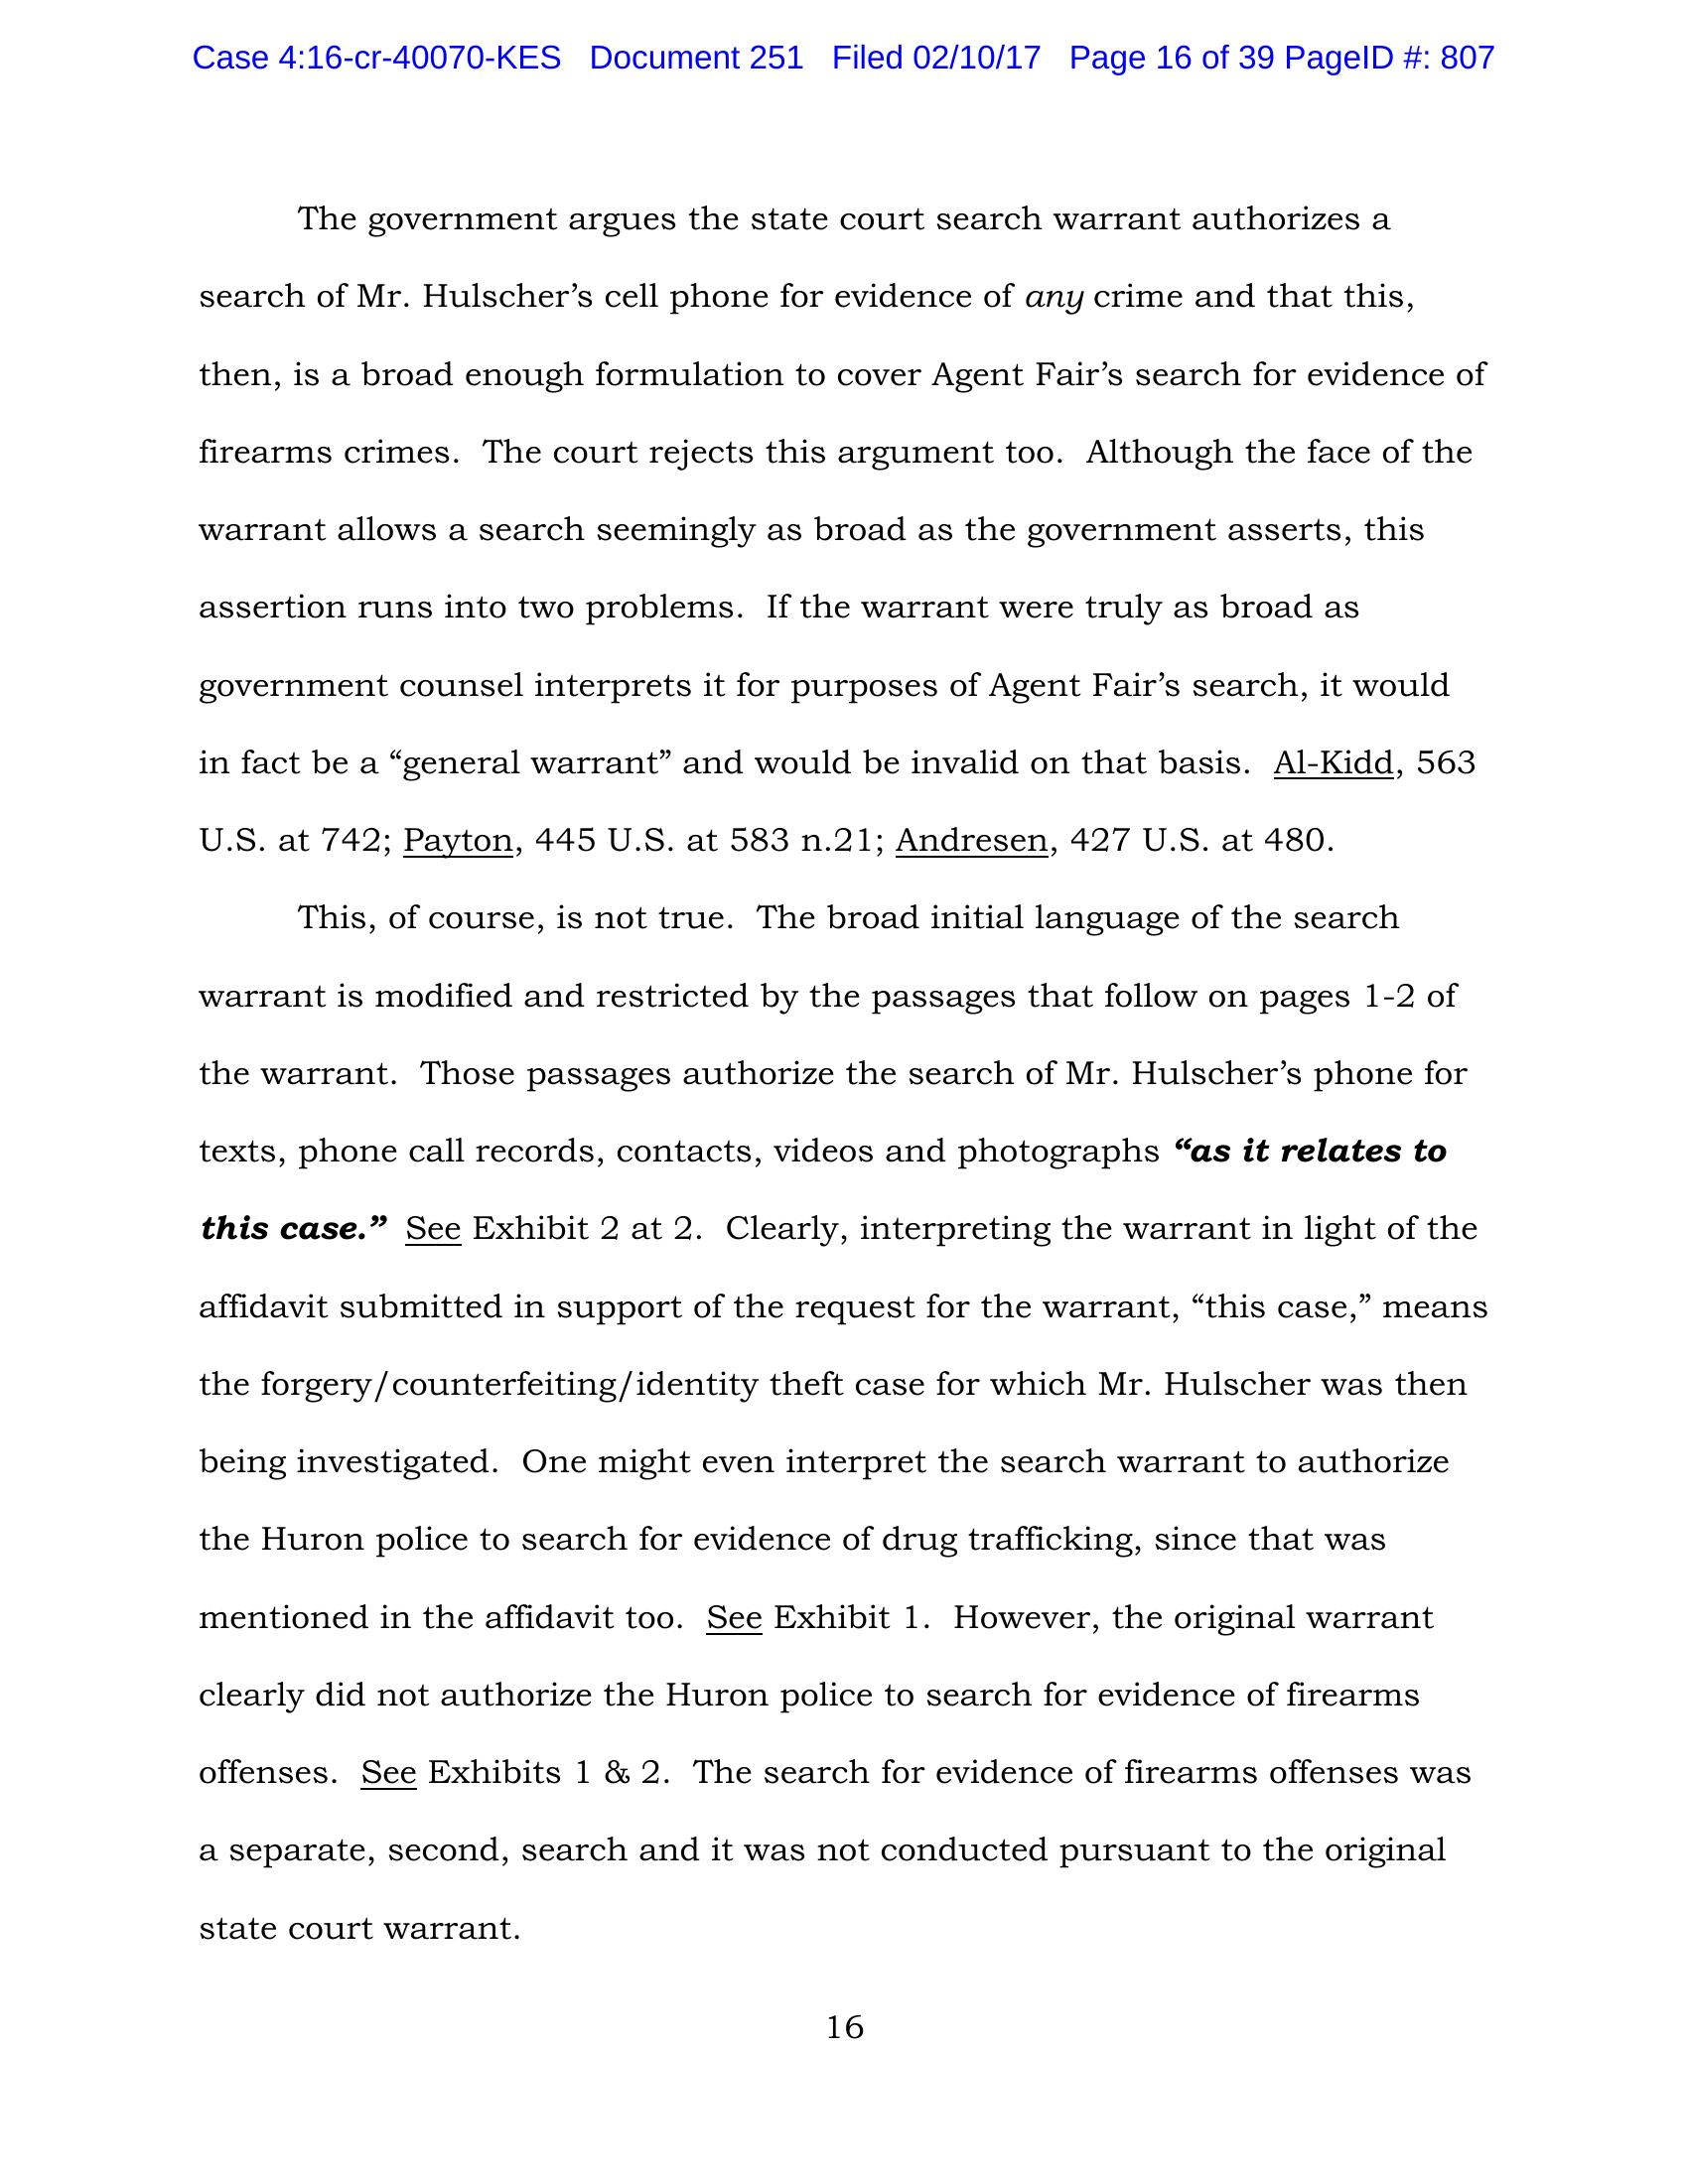 Case 4:16-cr-40070-KES Document 251 Filed 02/10/17 Page 16 of 39 PageID #: 807
The government argues the state court search warrant authorizes a
search of Mr. Hulscher’s cell phone for evidence of any crime and that this,
then, is a broad enough formulation to cover Agent Fair’s search for evidence of
firearms crimes. The court rejects this argument too. Although the face of the
warrant allows a search seemingly as broad as the government asserts, this
assertion runs into two problems. If the warrant were truly as broad as
government counsel interprets it for purposes of Agent Fair’s search, it would
in fact be a “general warrant” and would be invalid on that basis. Al-Kidd, 563
U.S. at 742; Payton, 445 U.S. at 583 n.21; Andresen, 427 U.S. at 480.
This, of course, is not true. The broad initial language of the search
warrant is modified and restricted by the passages that follow on pages 1-2 of
the warrant. Those passages authorize the search of Mr. Hulscher’s phone for
texts, phone call records, contacts, videos and photographs “as it relates to
this case.” See Exhibit 2 at 2. Clearly, interpreting the warrant in light of the
affidavit submitted in support of the request for the warrant, “this case,” means
the forgery/counterfeiting/identity theft case for which Mr. Hulscher was then
being investigated. One might even interpret the search warrant to authorize
the Huron police to search for evidence of drug trafficking, since that was
mentioned in the affidavit too. See Exhibit 1. However, the original warrant
clearly did not authorize the Huron police to search for evidence of firearms
offenses. See Exhibits 1 & 2. The search for evidence of firearms offenses was
a separate, second, search and it was not conducted pursuant to the original
state court warrant.
16